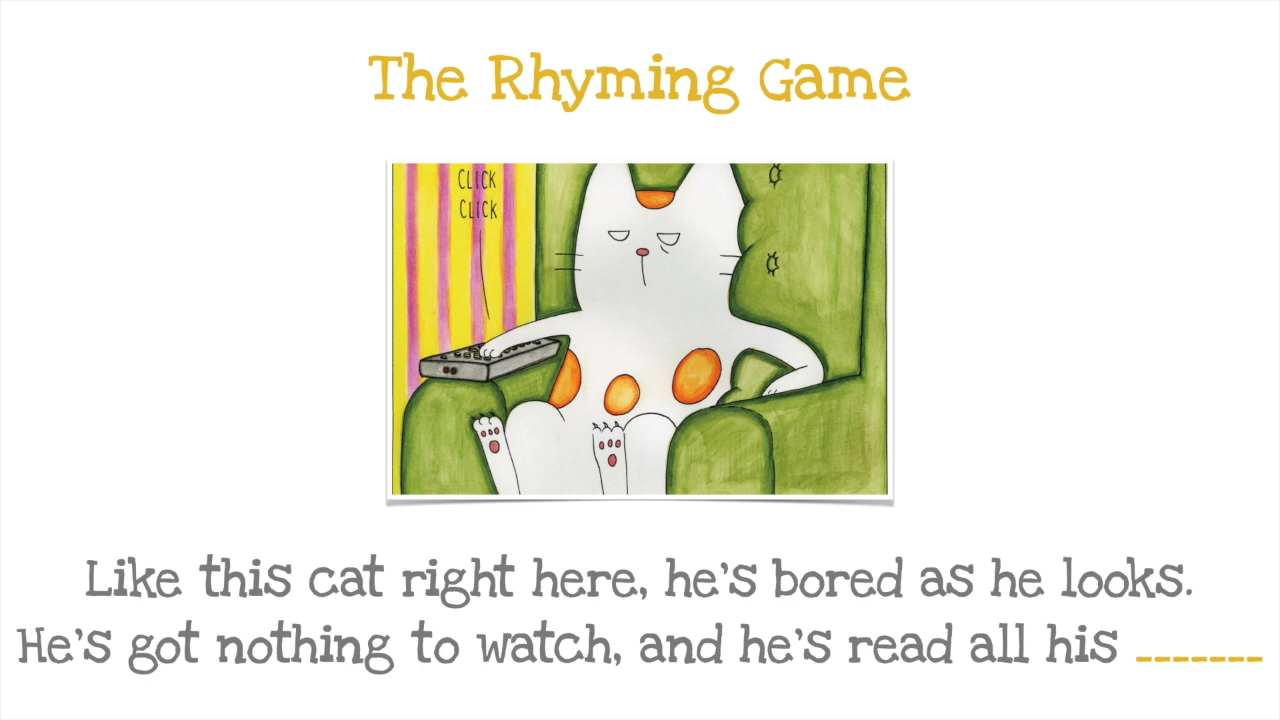 The Rhyming Game
CLICK
CLICK
Like this cat right here, he's bored as he looks.
He's got nothing to watch, and he's read all his _______